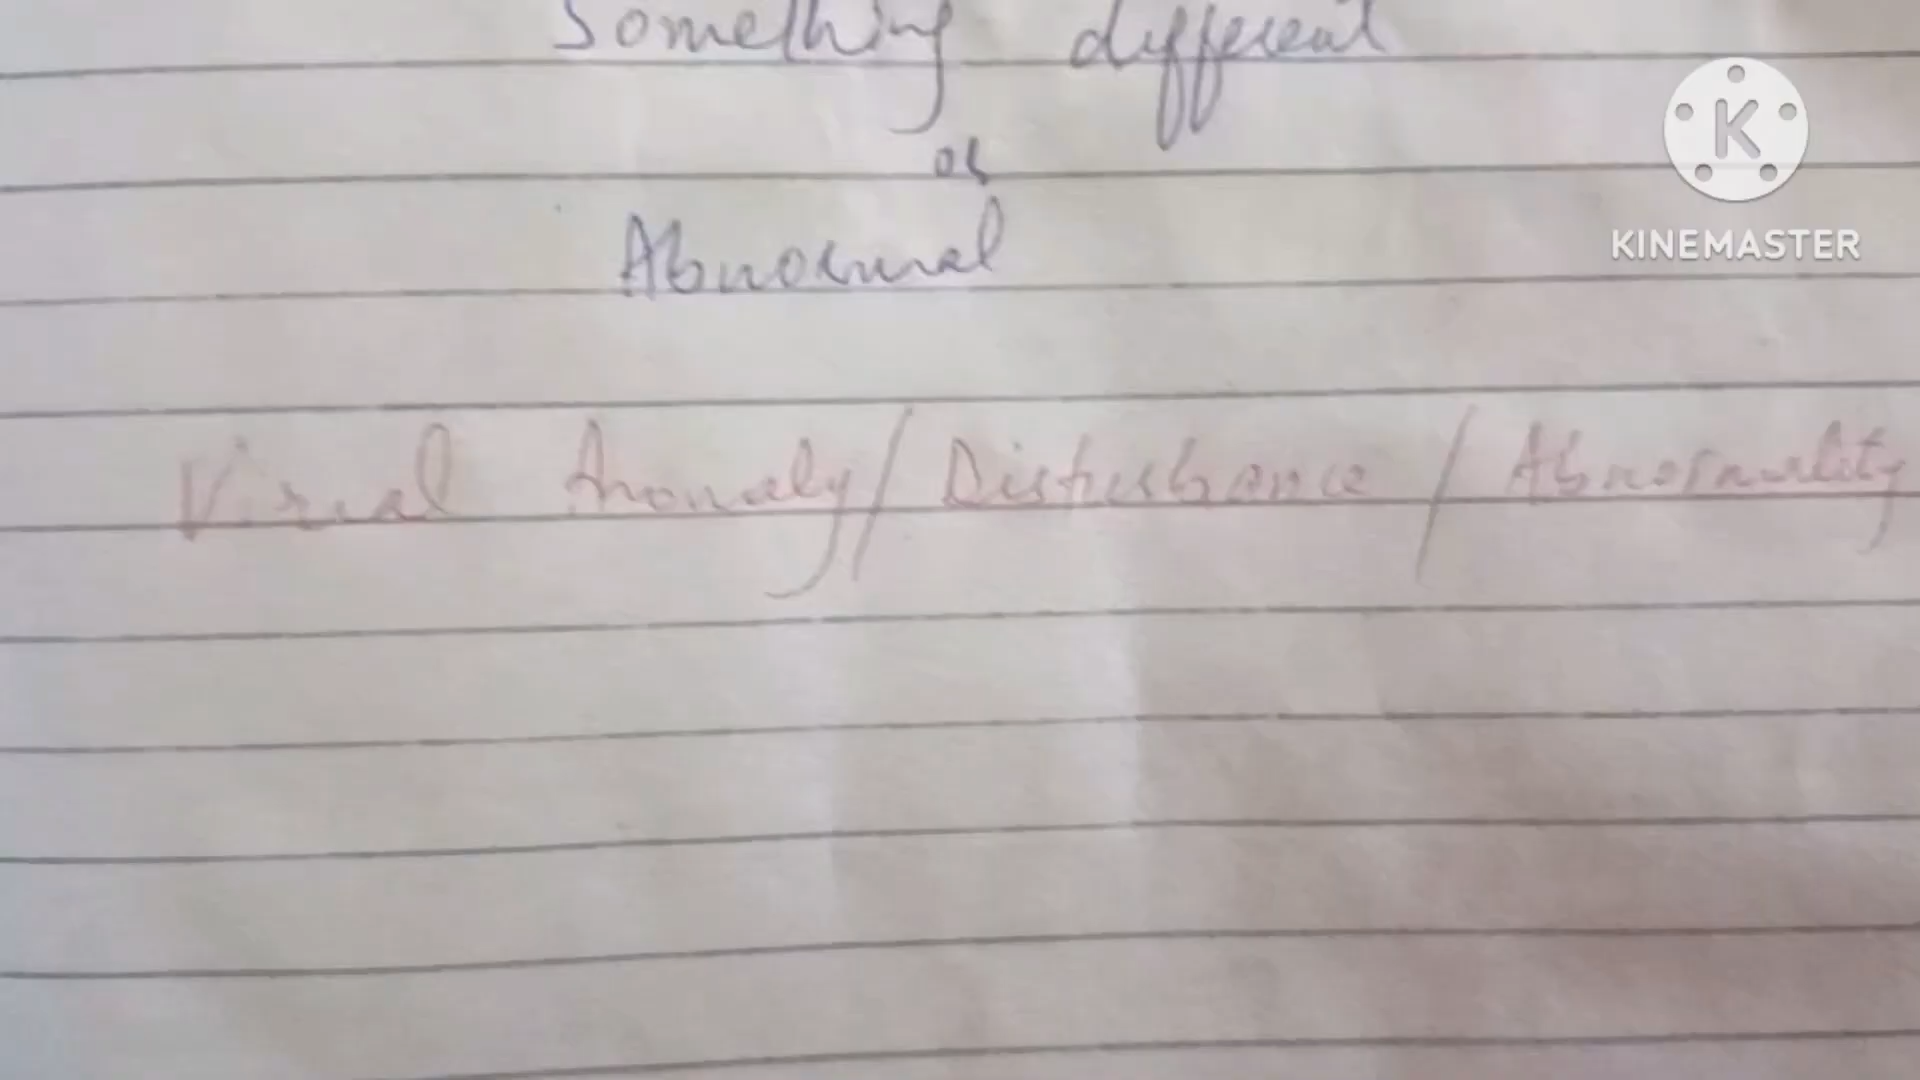 Something different
or
Abnormal
Visual Anomaly / Disturbance / Abnormality
K
KINEMASTER